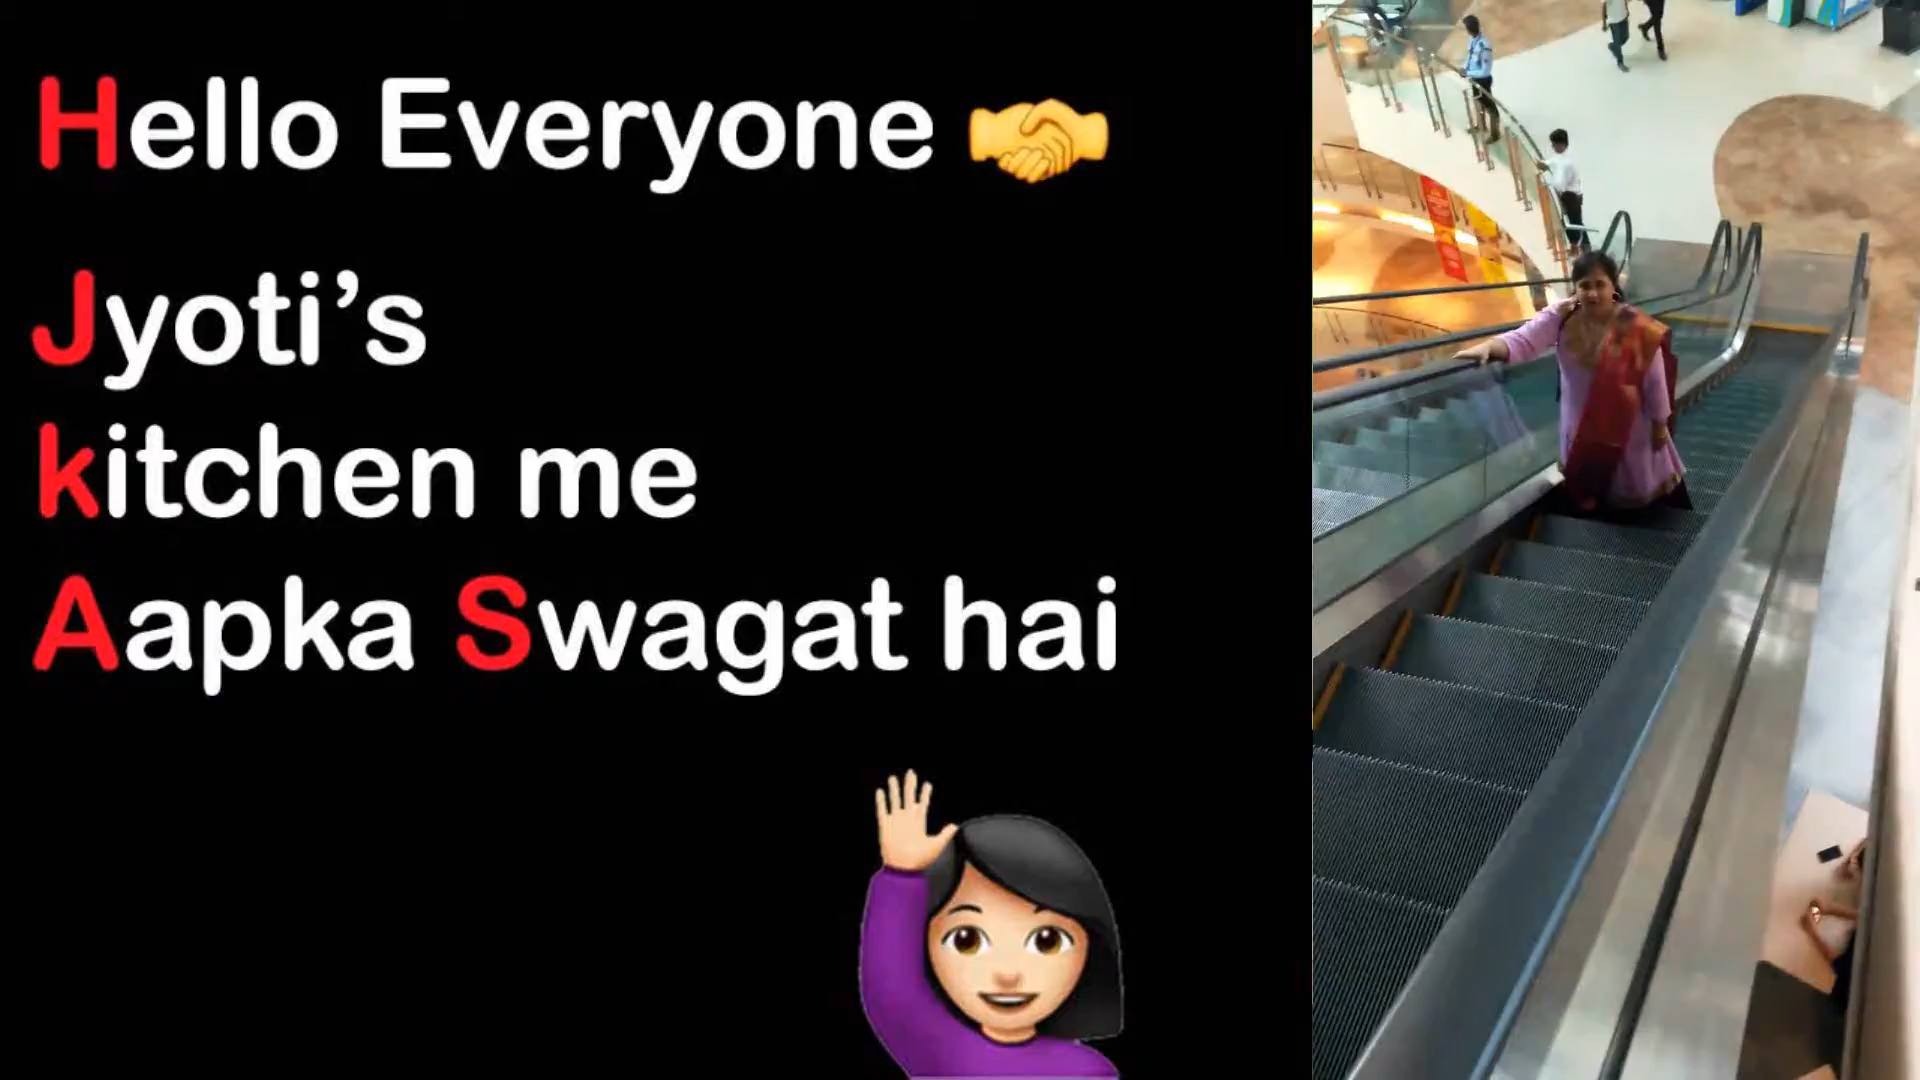 Hello Everyone 🤝
Jyoti’s
kitchen me
Aapka Swagat hai